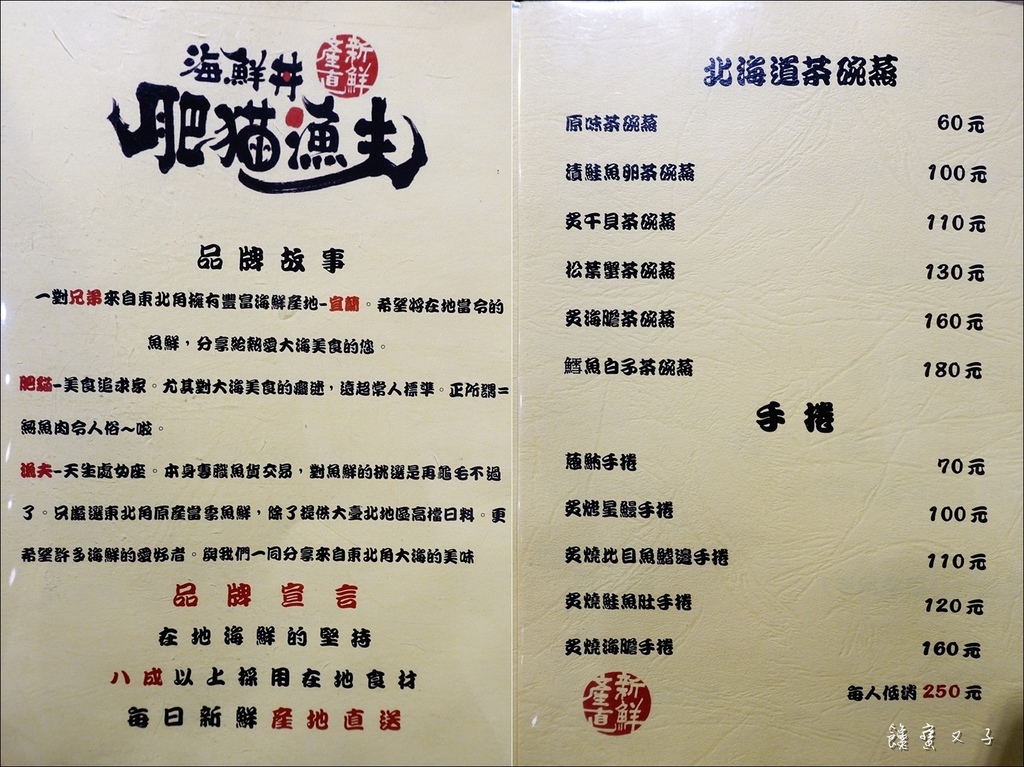 海鮮丼
新鮮
產直
肥猫漁夫
品牌故事
一對兄弟來自東北角擁有豐富海鮮產地-宜蘭。希望將在地當令的
魚鮮，分享給熱愛大海美食的您。
肥貓-美食追求家。尤其對大海美食的癡迷，遠超常人標準。正所謂=
無魚肉令人俗～啦。
漁夫-天生處女座。本身專職魚貨交易，對魚鮮的挑選是再龜毛不過
了。只嚴選東北角原產當季魚鮮，除了提供大臺北地區高檔日料。更
希望許多海鮮的愛好者。與我們一同分享來自東北角大海的美味
品牌宣言
在地海鮮的堅持
八成以上採用在地食材
每日新鮮產地直送
北海道茶碗蒸
原味茶碗蒸 60元
漬鮭魚卵茶碗蒸 100元
炙干貝茶碗蒸 110元
松葉蟹茶碗蒸 130元
炙海膽茶碗蒸 160元
鱈魚白子茶碗蒸 180元
手捲
蔥鮪手捲 70元
炙烤星鰻手捲 100元
炙燒比目魚鰭邊手捲 110元
炙燒鮭魚肚手捲 120元
炙燒海膽手捲 160元
新鮮
產直
每人低消250元
饞蠻叉子